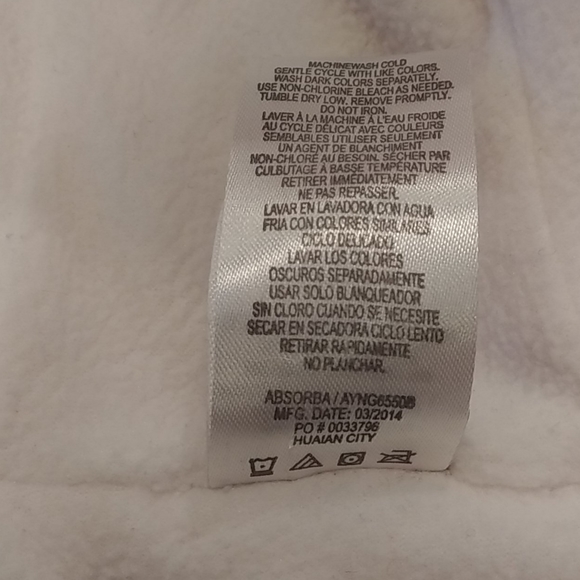 MACHINEWASH COLD
GENTLE CYCLE WITH LIKE COLORS.
WASH DARK COLORS SEPARATELY,
USE NON-CHLORINE BLEACH AS NEEDED.
TUMBLE DRY LOW. REMOVE PROMPTLY.
DO NOT IRON.
LAVER À LA MACHINE À L'EAU FROIDE
AU CYCLE DÉLICAT AVEC COULEURS
SEMBLABLES UTILISER SEULEMENT
UN AGENT DE BLANCHIMENT
NON-CHLORÉ AU BESOIN. SÉCHER PAR
CULBUTAGE À BASSE TEMPÉRATURE
RETIRER IMMÉDIATEMENT
NE PAS REPASSER.
LAVAR EN LAVADORA CON AGUA
FRIA CON COLORES SIMILARES
CICLO DELICADO.
LAVAR LOS COLORES
OSCUROS SEPARADAMENTE
USAR SOLO BLANQUEADOR
SIN CLORO CUANDO SE NECESITE
SECAR EN SECADORA CICLO LENTO
RETIRAR RAPIDAMENTE
NO PLANCHAR.
ABSORBA /
MFG. DATE: 03/2014
PO # 0033796
HUAIAN CITY